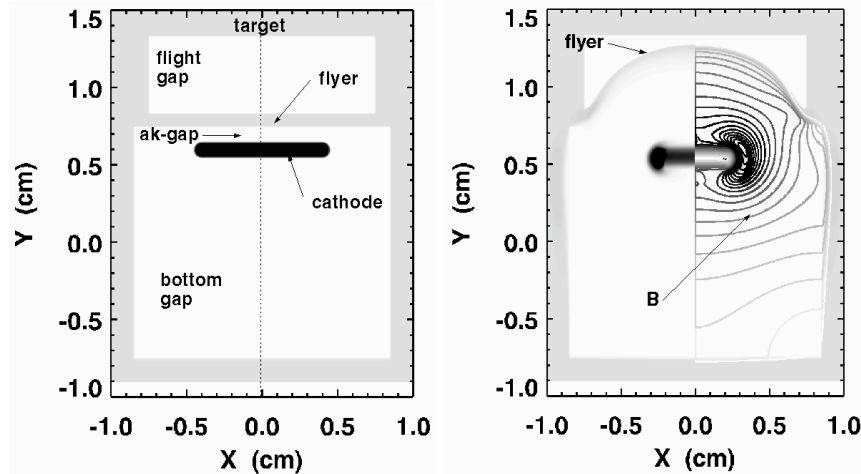 target
flight
gap
flyer
ak-gap
cathode
bottom
gap
1.5
1.0
0.5
0.0
-0.5
-1.0
Y (cm)
-1.0 -0.5 0.0 0.5 1.0
X (cm)
flyer
B
1.5
1.0
0.5
0.0
-0.5
-1.0
Y (cm)
-1.0 -0.5 0.0 0.5 1.0
X (cm)